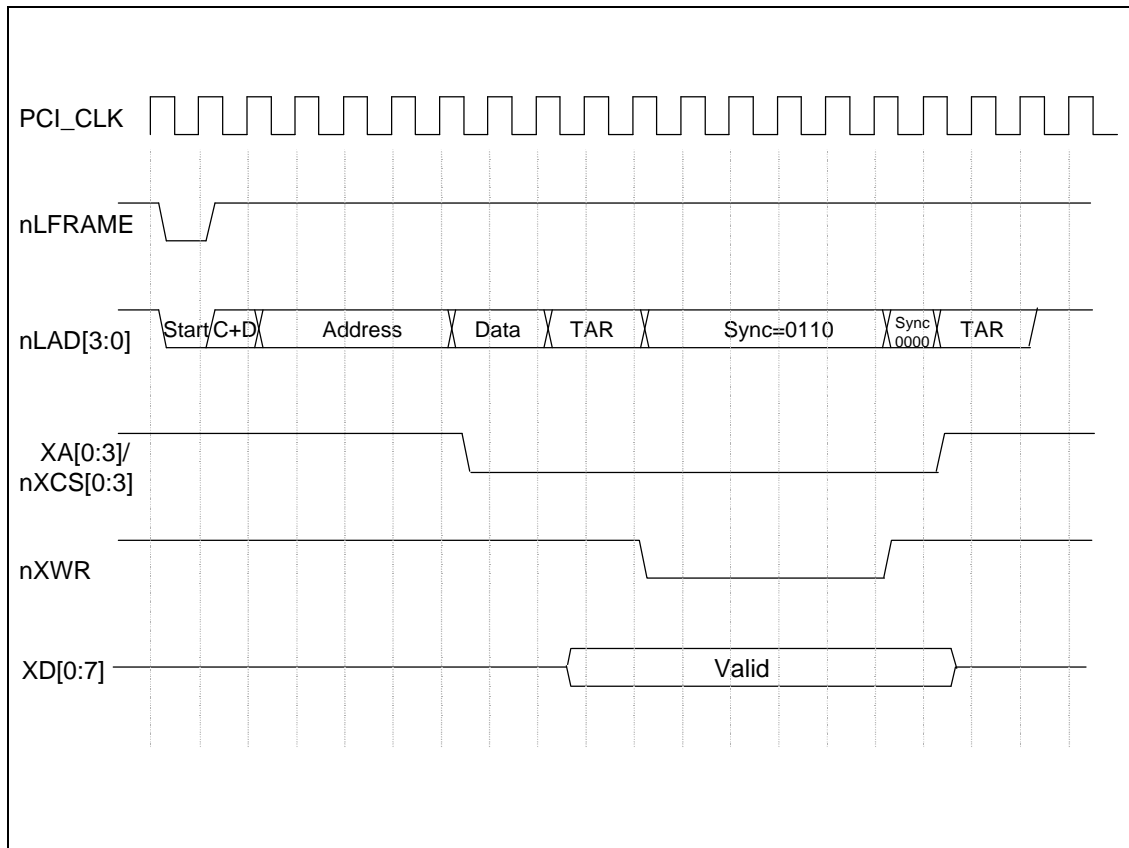 PCI_CLK
nLFRAME
nLAD[3:0]
Start C+D Address Data TAR Sync=0110 Sync 0000 TAR
XA[0:3]/
nXCS[0:3]
nXWR
XD[0:7]
Valid